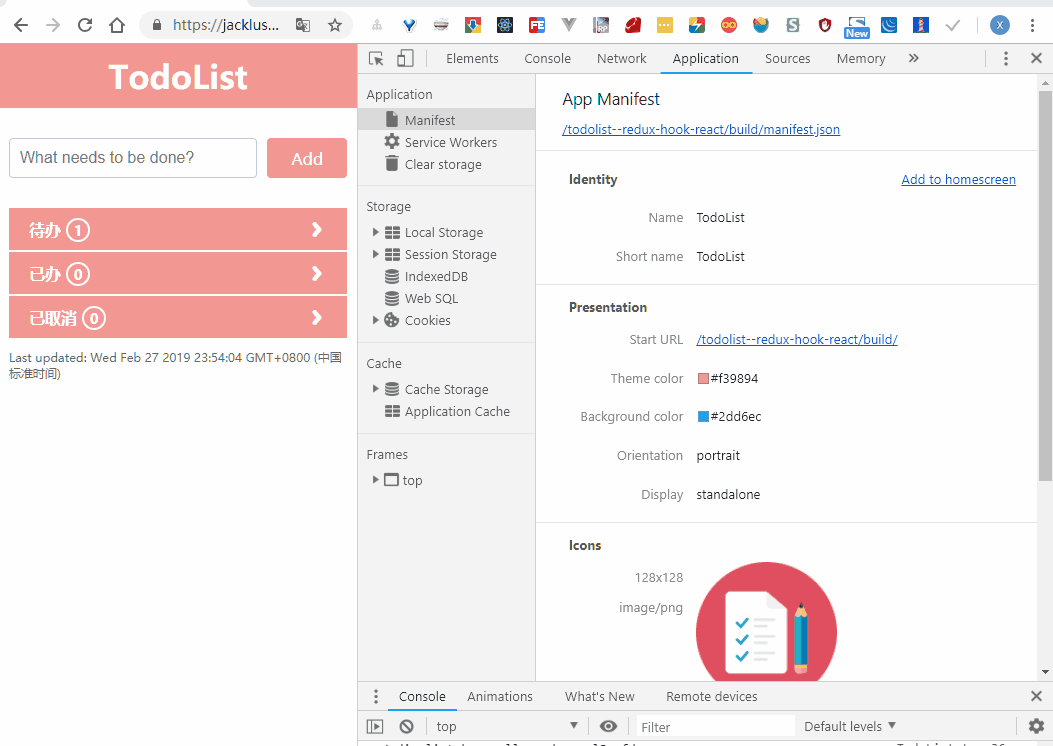 https://jacklus...
New
X
TodoList
What needs to be done?
Add
待办 1
已办 0
已取消 0
Last updated: Wed Feb 27 2019 23:54:04 GMT+0800 (中国
标准时间)
Elements Console Network Application Sources Memory
Application
Manifest
Service Workers
Clear storage
Storage
Local Storage
Session Storage
IndexedDB
Web SQL
Cookies
Cache
Cache Storage
Application Cache
Frames
top
App Manifest
/todolist--redux-hook-react/build/manifest.json
Identity Add to homescreen
Name TodoList
Short name TodoList
Presentation
Start URL /todolist--redux-hook-react/build/
Theme color #f39894
Background color #2dd6ec
Orientation portrait
Display standalone
Icons
128x128
image/png
Console Animations What's New Remote devices
top Filter Default levels